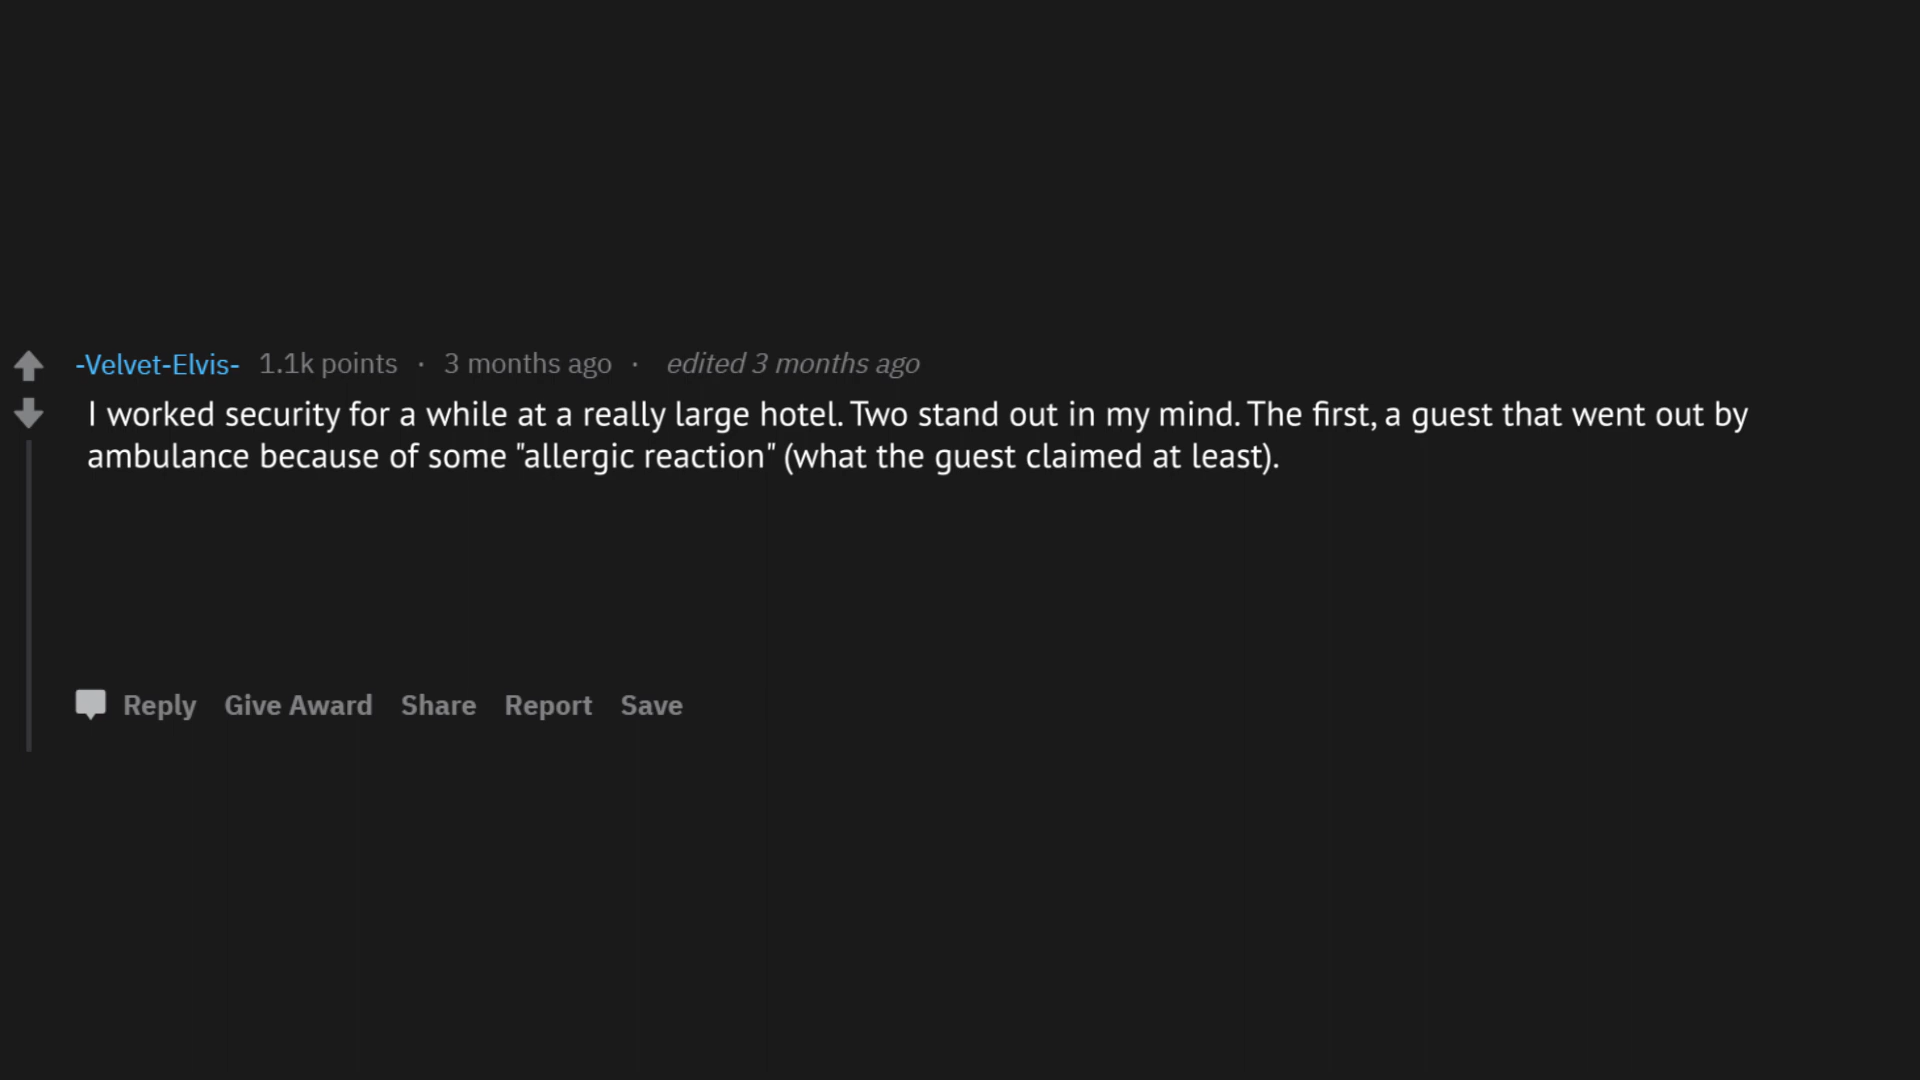 -Velvet-Elvis- 1.1k points · 3 months ago · edited 3 months ago
I worked security for a while at a really large hotel. Two stand out in my mind. The first, a guest that went out by
ambulance because of some "allergic reaction" (what the guest claimed at least).
Reply Give Award Share Report Save